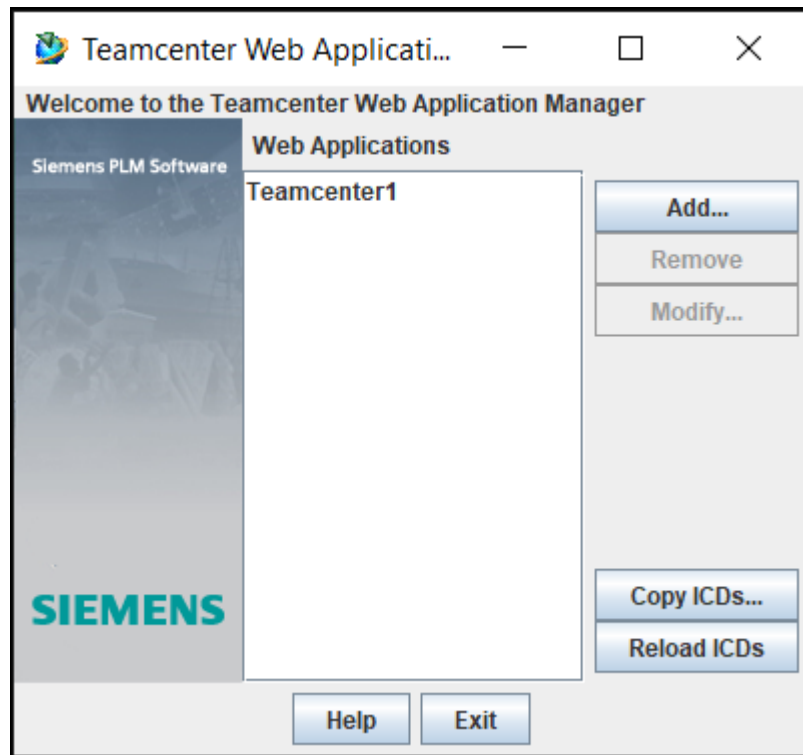 Teamcenter Web Applicati...
Welcome to the Teamcenter Web Application Manager
Siemens PLM Software
Web Applications
Teamcenter1
Add...
Remove
Modify...
SIEMENS
Copy ICDs...
Reload ICDs
Help
Exit